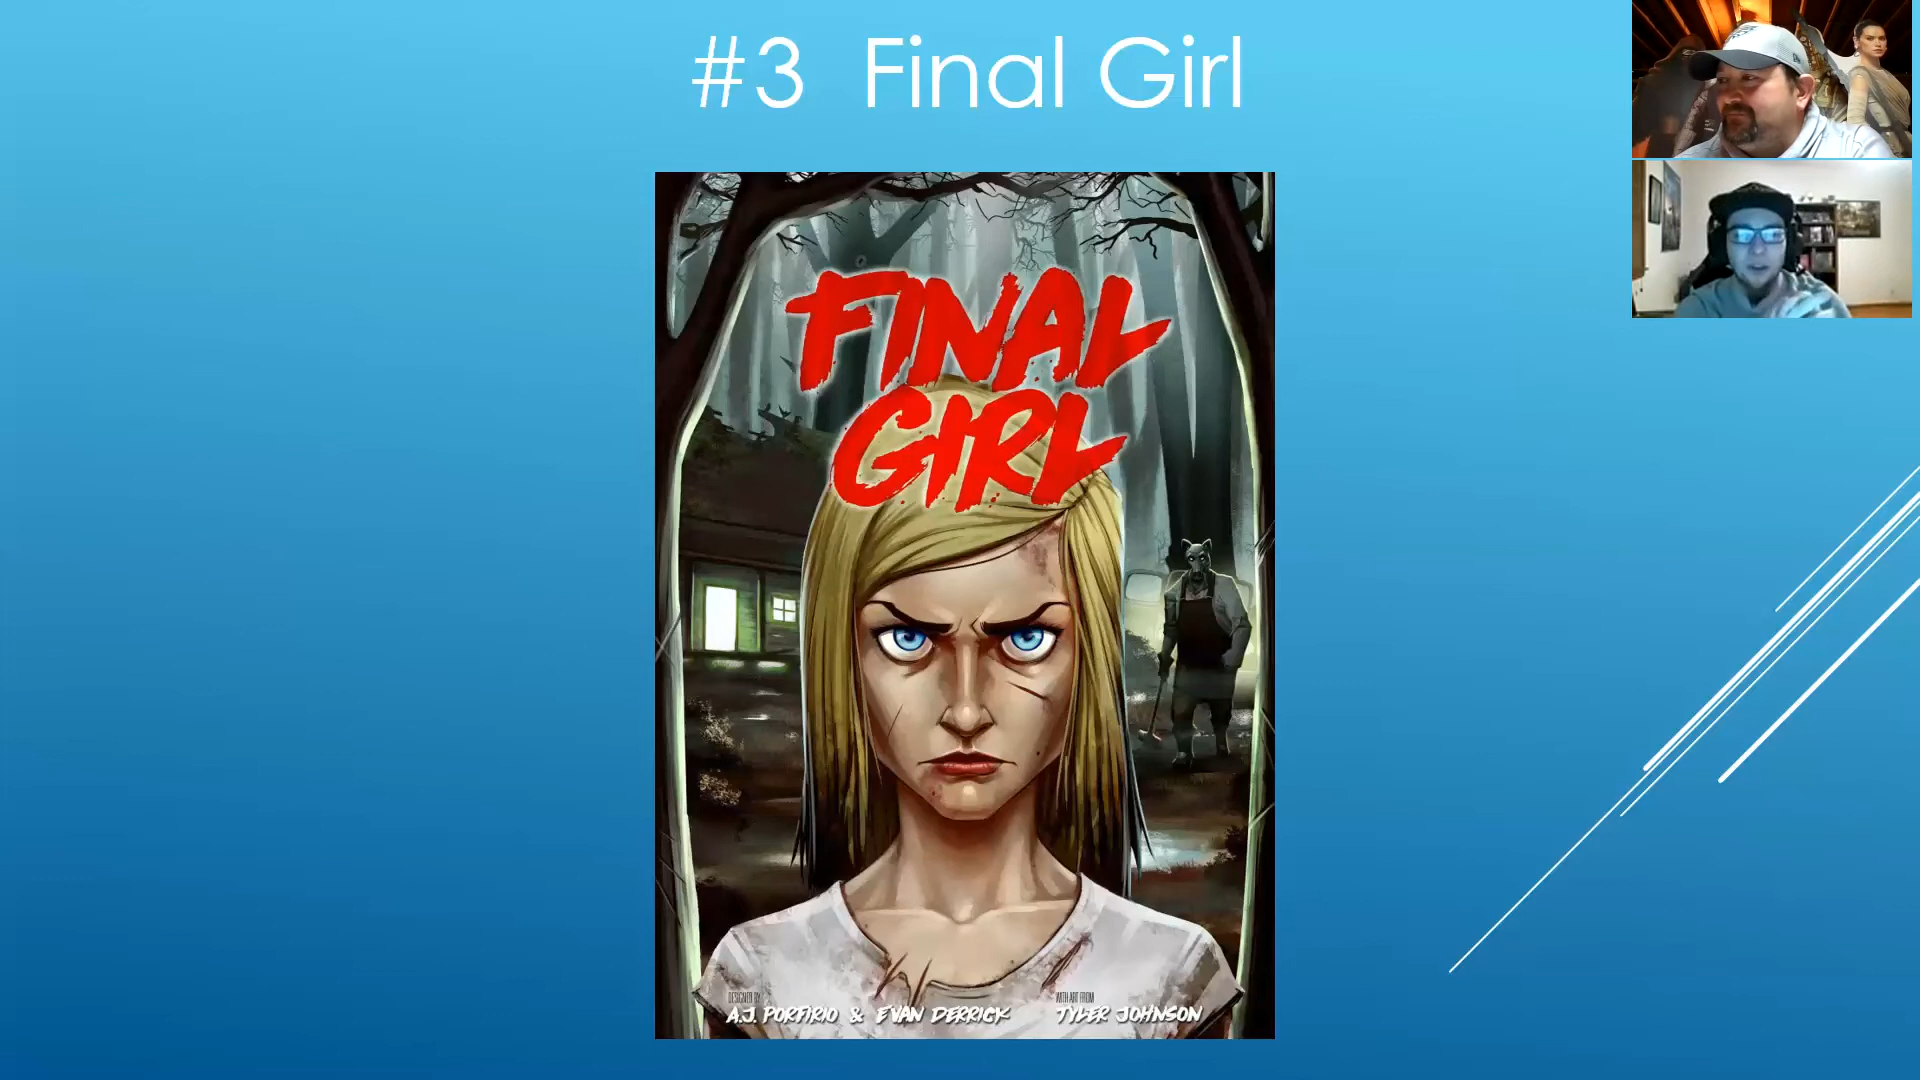 #3 Final Girl
FINAL
GIRL
DESIGNED BY
A.J. PORFIRIO & EVAN DERRICK
WITH ART FROM
TYLER JOHNSON